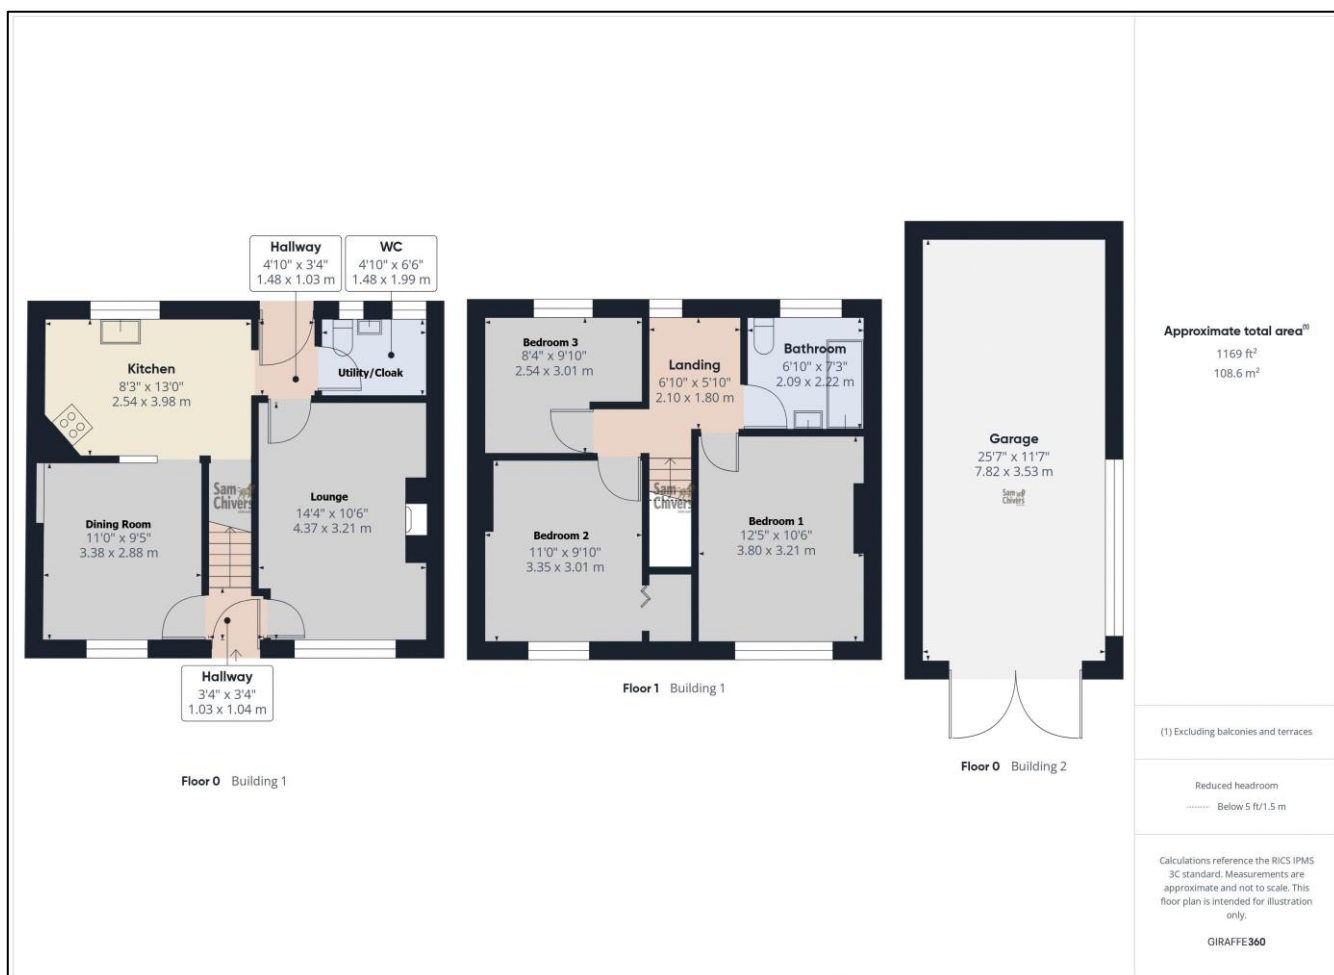 Hallway
4'10" x 3'4"
1.48 x 1.03 m
WC
4'10" x 6'6"
1.48 x 1.99 m
Kitchen
8'3" x 13'0"
2.54 x 3.98 m
Utility/Cloak
Sam Chivers
Lounge
14'4" x 10'6"
4.37 x 3.21 m
Dining Room
11'0" x 9'5"
3.38 x 2.88 m
Hallway
3'4" x 3'4"
1.03 x 1.04 m
Floor 0 Building 1
Bedroom 3
8'4" x 9'10"
2.54 x 3.01 m
Landing
6'10" x 5'10"
2.10 x 1.80 m
Bathroom
6'10" x 7'3"
2.09 x 2.22 m
Sam Chivers
Bedroom 2
11'0" x 9'10"
3.35 x 3.01 m
Bedroom 1
12'5" x 10'6"
3.80 x 3.21 m
Floor 1 Building 1
Garage
25'7" x 11'7"
7.82 x 3.53 m
Sam Chivers
Floor 0 Building 2
Approximate total area(1)
1169 ft²
108.6 m²
(1) Excluding balconies and terraces
Reduced headroom
Below 5 ft/1.5 m
Calculations reference the RICS IPMS
3C standard. Measurements are
approximate and not to scale. This
floor plan is intended for illustration
only.
GIRAFFE360